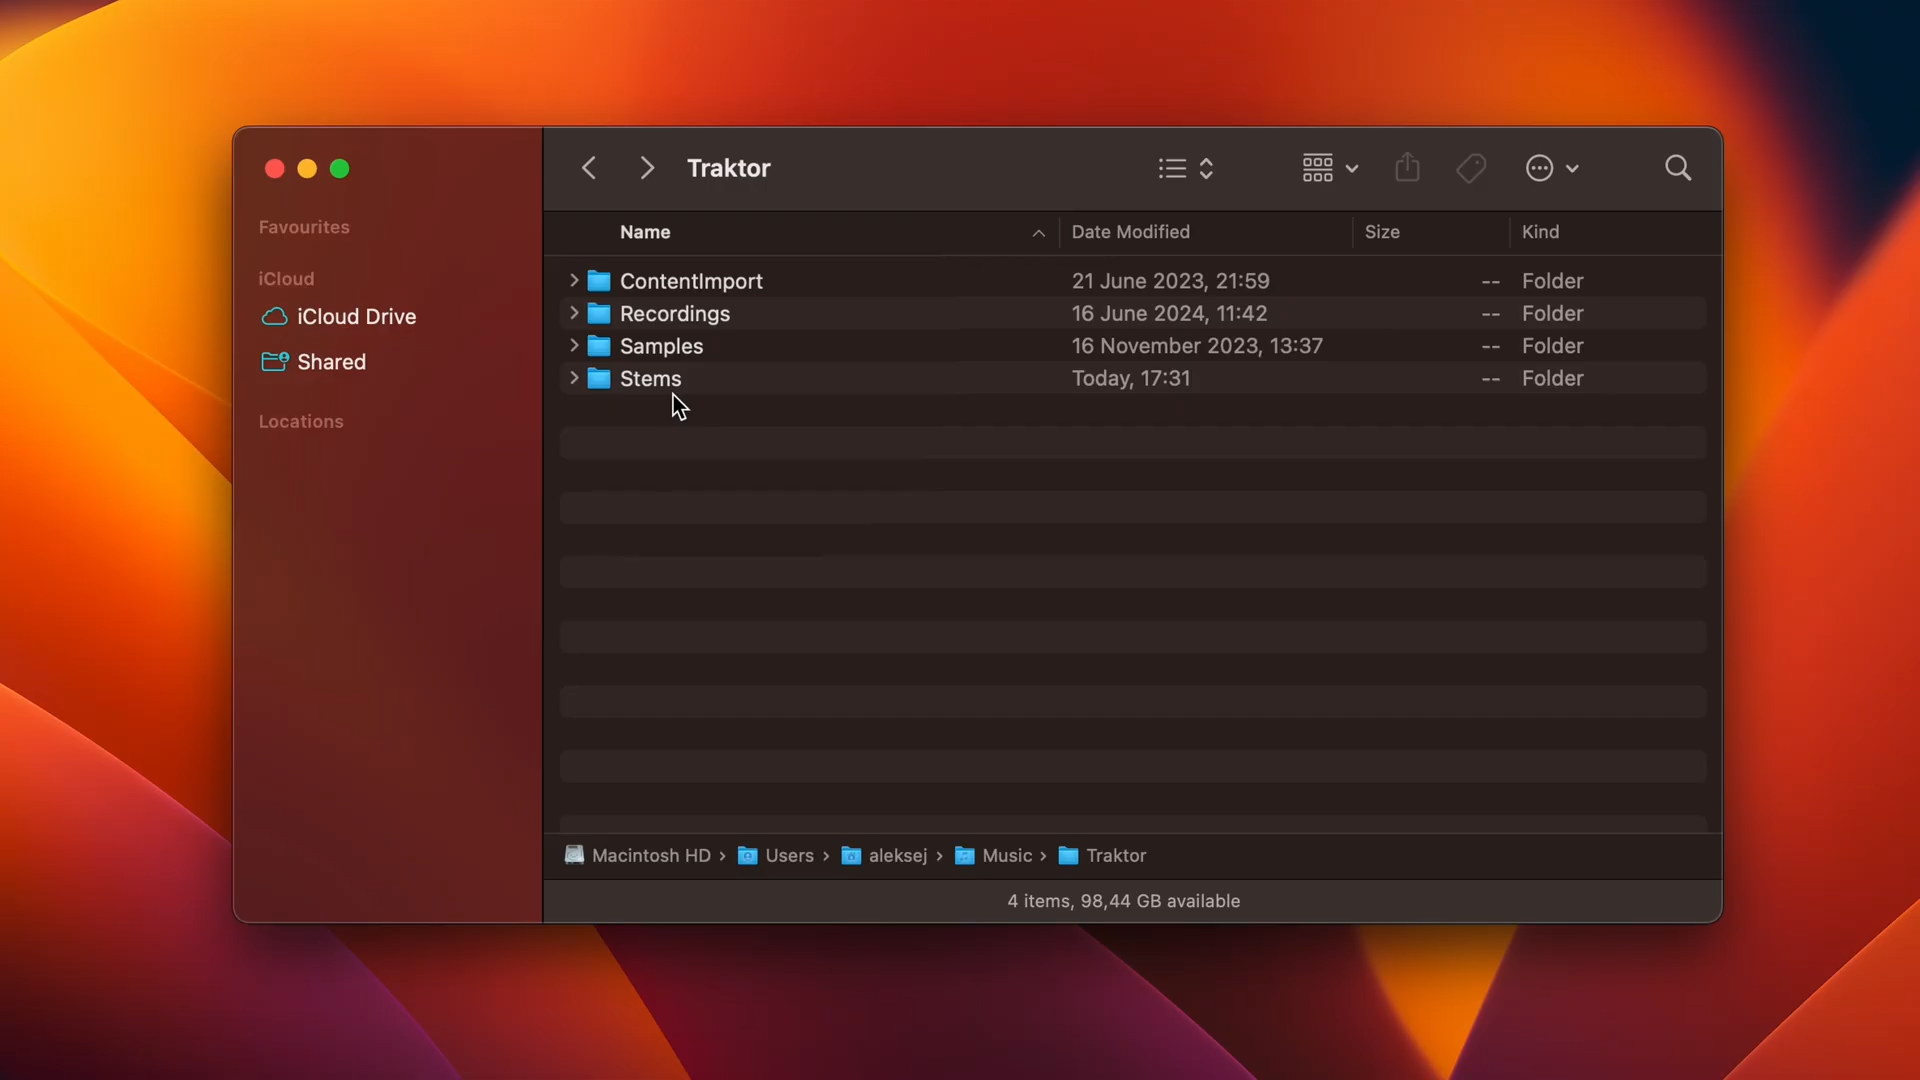 Traktor
Favourites
iCloud
iCloud Drive
Shared
Locations
Name Date Modified Size Kind
ContentImport 21 June 2023, 21:59 -- Folder
Recordings 16 June 2024, 11:42 -- Folder
Samples 16 November 2023, 13:37 -- Folder
Stems Today, 17:31 -- Folder
Macintosh HD › Users › aleksej › Music › Traktor
4 items, 98,44 GB available